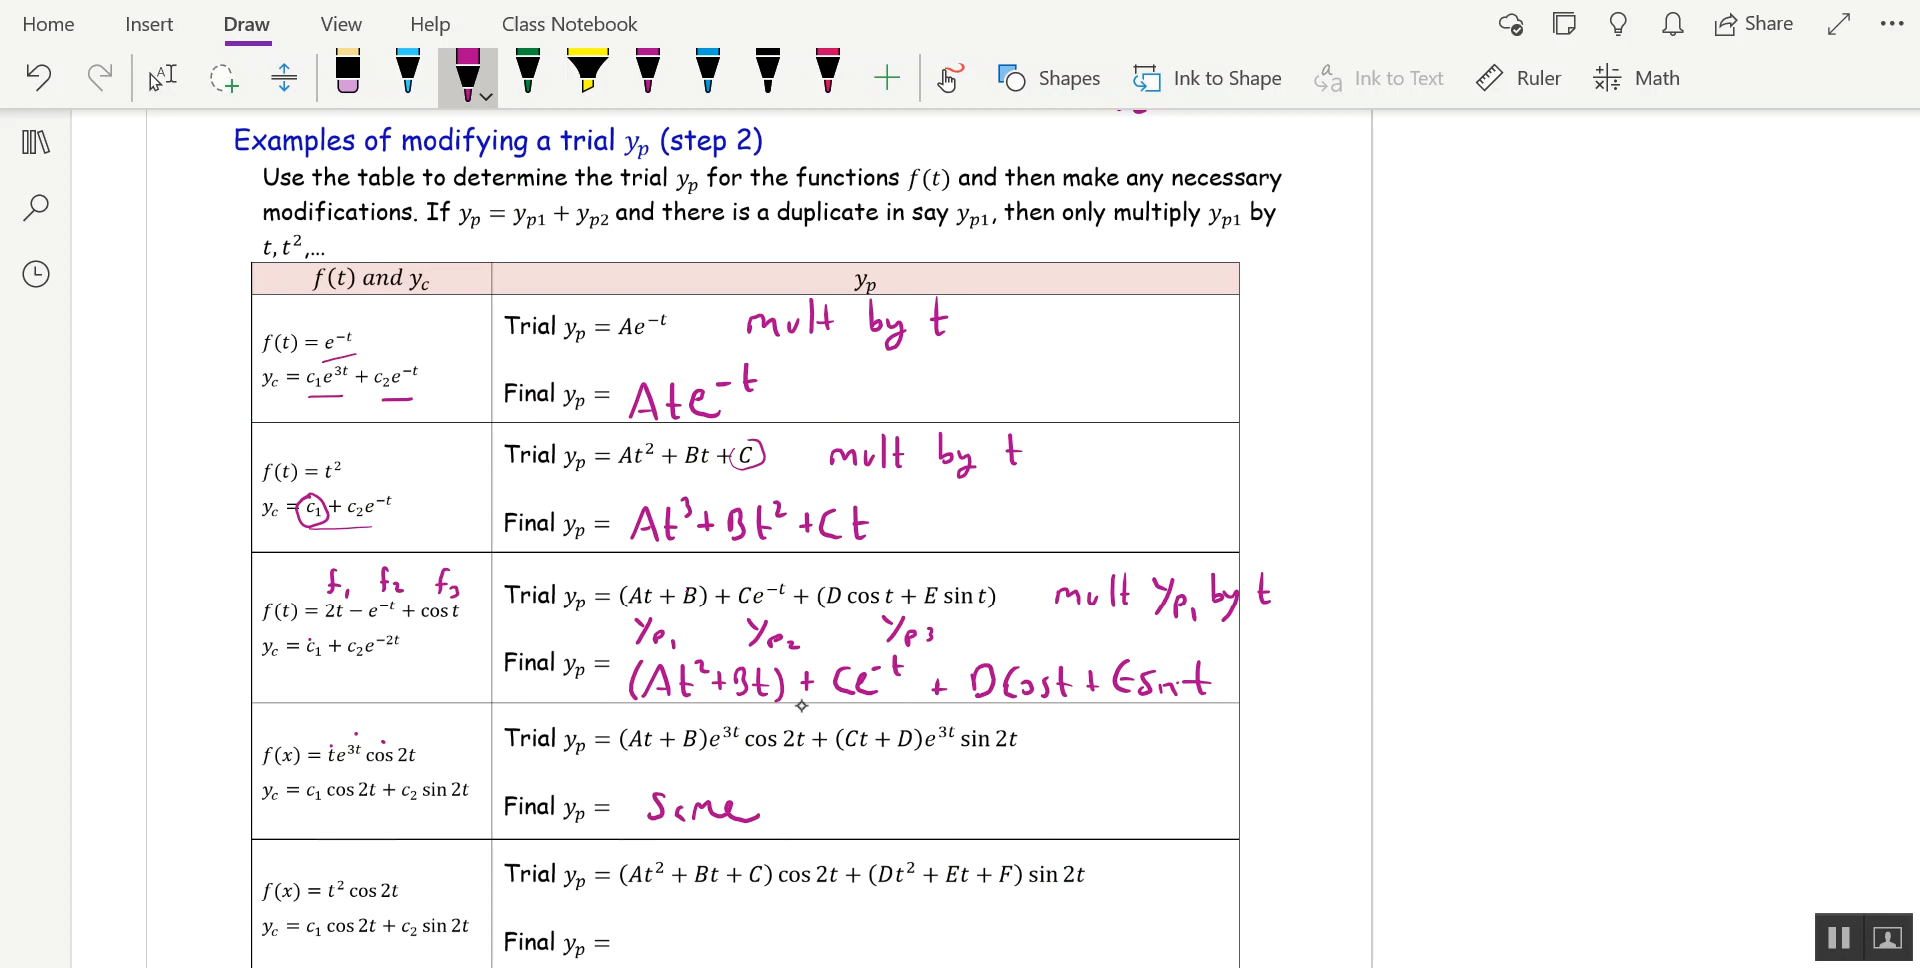 Home Insert Draw View Help Class Notebook Share
Shapes Ink to Shape Ink to Text Ruler Math
Examples of modifying a trial yₚ (step 2)
Use the table to determine the trial yₚ for the functions f(t) and then make any necessary
modifications. If yₚ = yₚ₁ + yₚ₂ and there is a duplicate in say yₚ₁, then only multiply yₚ₁ by
t, t²,...
f(t) and y_c
yₚ
Trial yₚ = Ae⁻ᵗ mult by t
f(t) = e⁻ᵗ
y_c = c₁e³ᵗ + c₂e⁻ᵗ
Final yₚ = Ate⁻ᵗ
Trial yₚ = At² + Bt + C mult by t
f(t) = t²
y_c = c₁ + c₂e⁻ᵗ
Final yₚ = At³ + Bt² + Ct
f₁ f₂ f₃
f(t) = 2t − e⁻ᵗ + cos t
y_c = c₁ + c₂e⁻²ᵗ
Trial yₚ = (At + B) + Ce⁻ᵗ + (D cos t + E sin t) mult yₚ₁ by t
yₚ₁ yₚ₂ yₚ₃
Final yₚ = (At² + Bt) + Ce⁻ᵗ + D cos t + E sin t
Trial yₚ = (At + B)e³ᵗ cos 2t + (Ct + D)e³ᵗ sin 2t
f(x) = te³ᵗ cos 2t
y_c = c₁ cos 2t + c₂ sin 2t
Final yₚ = Same
Trial yₚ = (At² + Bt + C) cos 2t + (Dt² + Et + F) sin 2t
f(x) = t² cos 2t
y_c = c₁ cos 2t + c₂ sin 2t
Final yₚ =